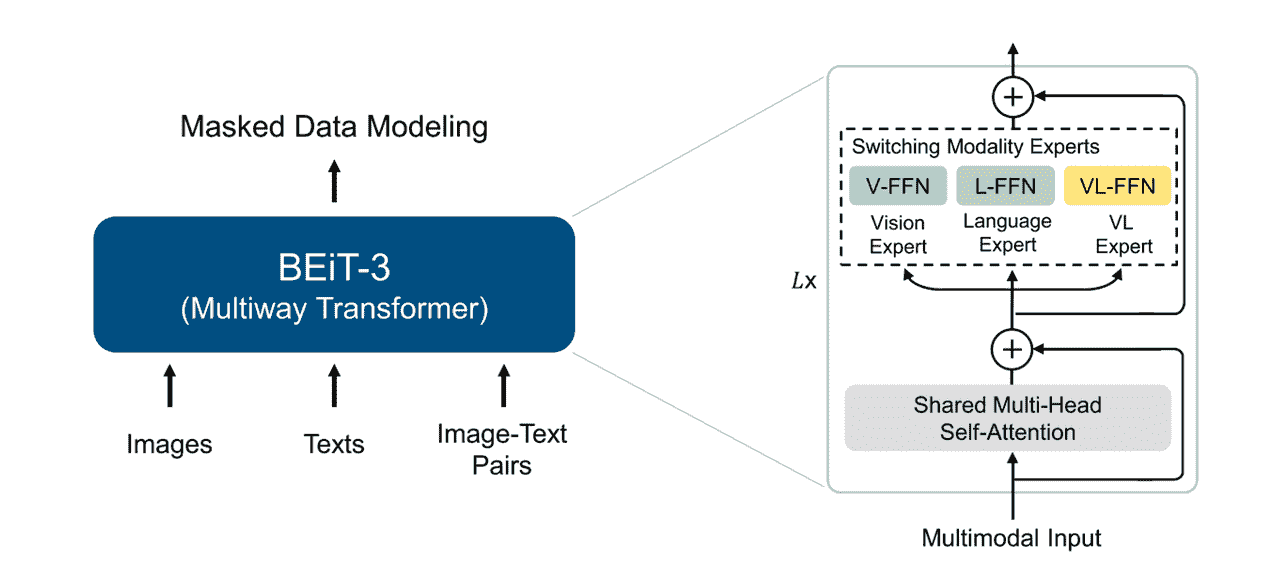 Masked Data Modeling
BEiT-3
(Multiway Transformer)
Images
Texts
Image-Text
Pairs
Lx
Switching Modality Experts
V-FFN
L-FFN
VL-FFN
Vision
Expert
Language
Expert
VL
Expert
Shared Multi-Head
Self-Attention
Multimodal Input